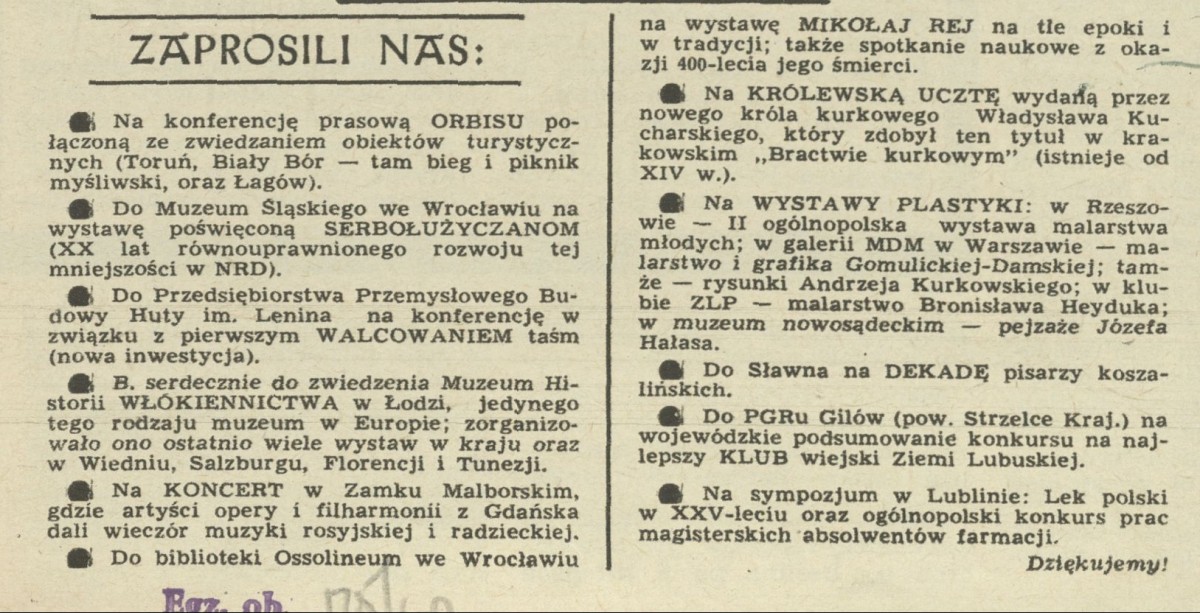 ZAPROSILI NAS:
Na konferencję prasową ORBISU po-
łączoną ze zwiedzaniem obiektów turystycz-
nych (Toruń, Biały Bór — tam bieg i piknik
myśliwski, oraz Łagów).
Do Muzeum Śląskiego we Wrocławiu na
wystawę poświęconą SERBOŁUŻYCZANOM
(XX lat równouprawnionego rozwoju tej
mniejszości w NRD).
Do Przedsiębiorstwa Przemysłowego Bu-
dowy Huty im. Lenina na konferencję w
związku z pierwszym WALCOWANIEM taśm
(nowa inwestycja).
B. serdecznie do zwiedzenia Muzeum Hi-
storii WŁÓKIENNICTWA w Łodzi, jedynego
tego rodzaju muzeum w Europie; zorganizo-
wało ono ostatnio wiele wystaw w kraju oraz
w Wiedniu, Salzburgu, Florencji i Tunezji.
Na KONCERT w Zamku Malborskim,
gdzie artyści opery i filharmonii z Gdańska
dali wieczór muzyki rosyjskiej i radzieckiej.
Do biblioteki Ossolineum we Wrocławiu
na wystawę MIKOŁAJ REJ na tle epoki i
w tradycji; także spotkanie naukowe z oka-
zji 400-lecia jego śmierci.
Na KRÓLEWSKĄ UCZTĘ wydaną przez
nowego króla kurkowego Władysława Ku-
charskiego, który zdobył ten tytuł w kra-
kowskim „Bractwie kurkowym" (istnieje od
XIV w.).
Na WYSTAWY PLASTYKI: w Rzeszo-
wie — II ogólnopolska wystawa malarstwa
młodych; w galerii MDM w Warszawie — ma-
larstwo i grafika Gomulickiej-Damskiej; tam-
że — rysunki Andrzeja Kurkowskiego; w klu-
bie ZLP — malarstwo Bronisława Heyduka;
w muzeum nowosądeckim — pejzaże Józefa
Hałasa.
Do Sławna na DEKADĘ pisarzy kosza-
lińskich.
Do PGRu Gilów (pow. Strzelce Kraj.) na
wojewódzkie podsumowanie konkursu na naj-
lepszy KLUB wiejski Ziemi Lubuskiej.
Na sympozjum w Lublinie: Lek polski
w XXV-leciu oraz ogólnopolski konkurs prac
magisterskich absolwentów farmacji.
Dziękujemy!
Egz. ob.